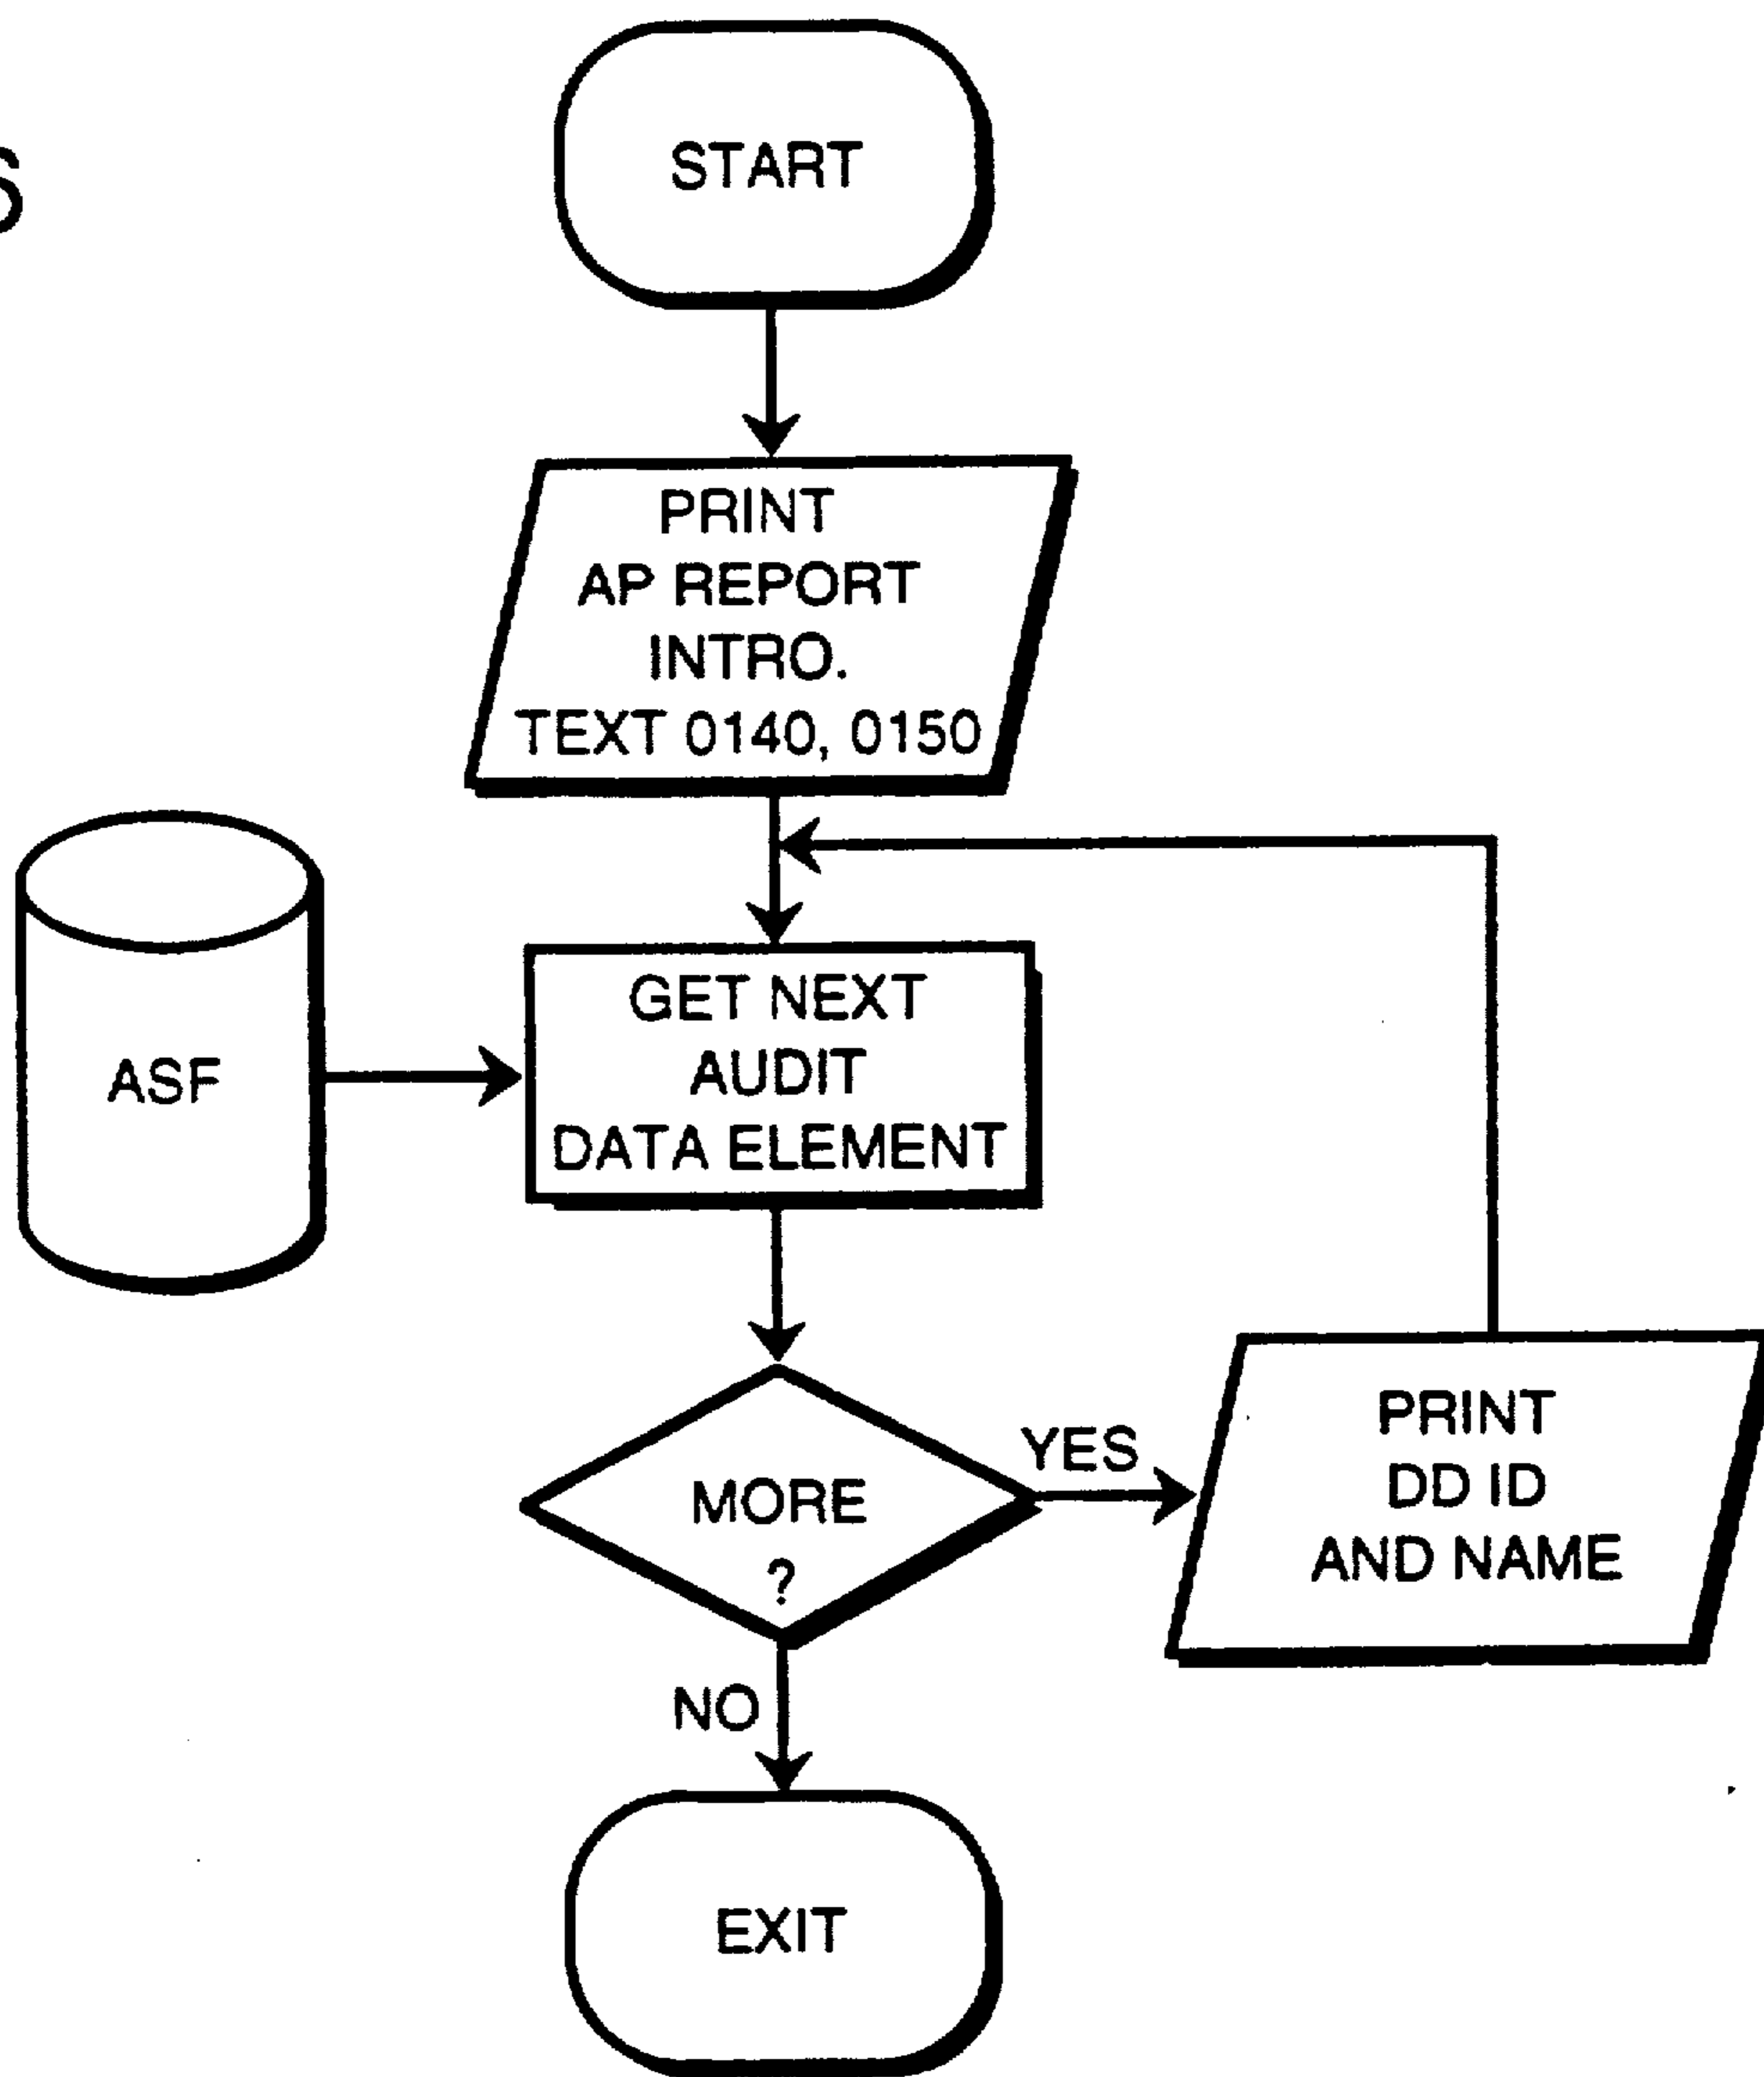 S
START
PRINT
AP REPORT
INTRO.
TEXT 0140, 0150
ASF
GET NEXT
AUDIT
DATA ELEMENT
MORE
?
YES
PRINT
DD ID
AND NAME
NO
EXIT